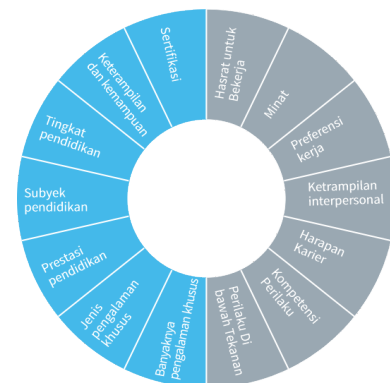 Sertifikasi
Hasrat untuk
Bekerja
Minat
Preferensi
kerja
Ketrampilan
interpersonal
Harapan
Karier
Kompetensi
Perilaku
Perilaku Di
bawah Tekanan
Banyaknya
pengalaman khusus
Jenis
pengalaman
khusus
Prestasi
pendidikan
Subyek
pendidikan
Tingkat
pendidikan
Keterampilan
dan kemampuan